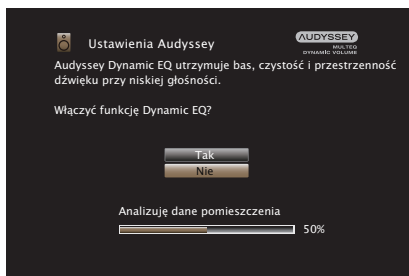 Ustawienia Audyssey
AUDYSSEY
MULTEQ
DYNAMIC VOLUME
Audyssey Dynamic EQ utrzymuje bas, czystość i przestrzenność
dźwięku przy niskiej głośności.
Włączyć funkcję Dynamic EQ?
Tak
Nie
Analizuję dane pomieszczenia
50%